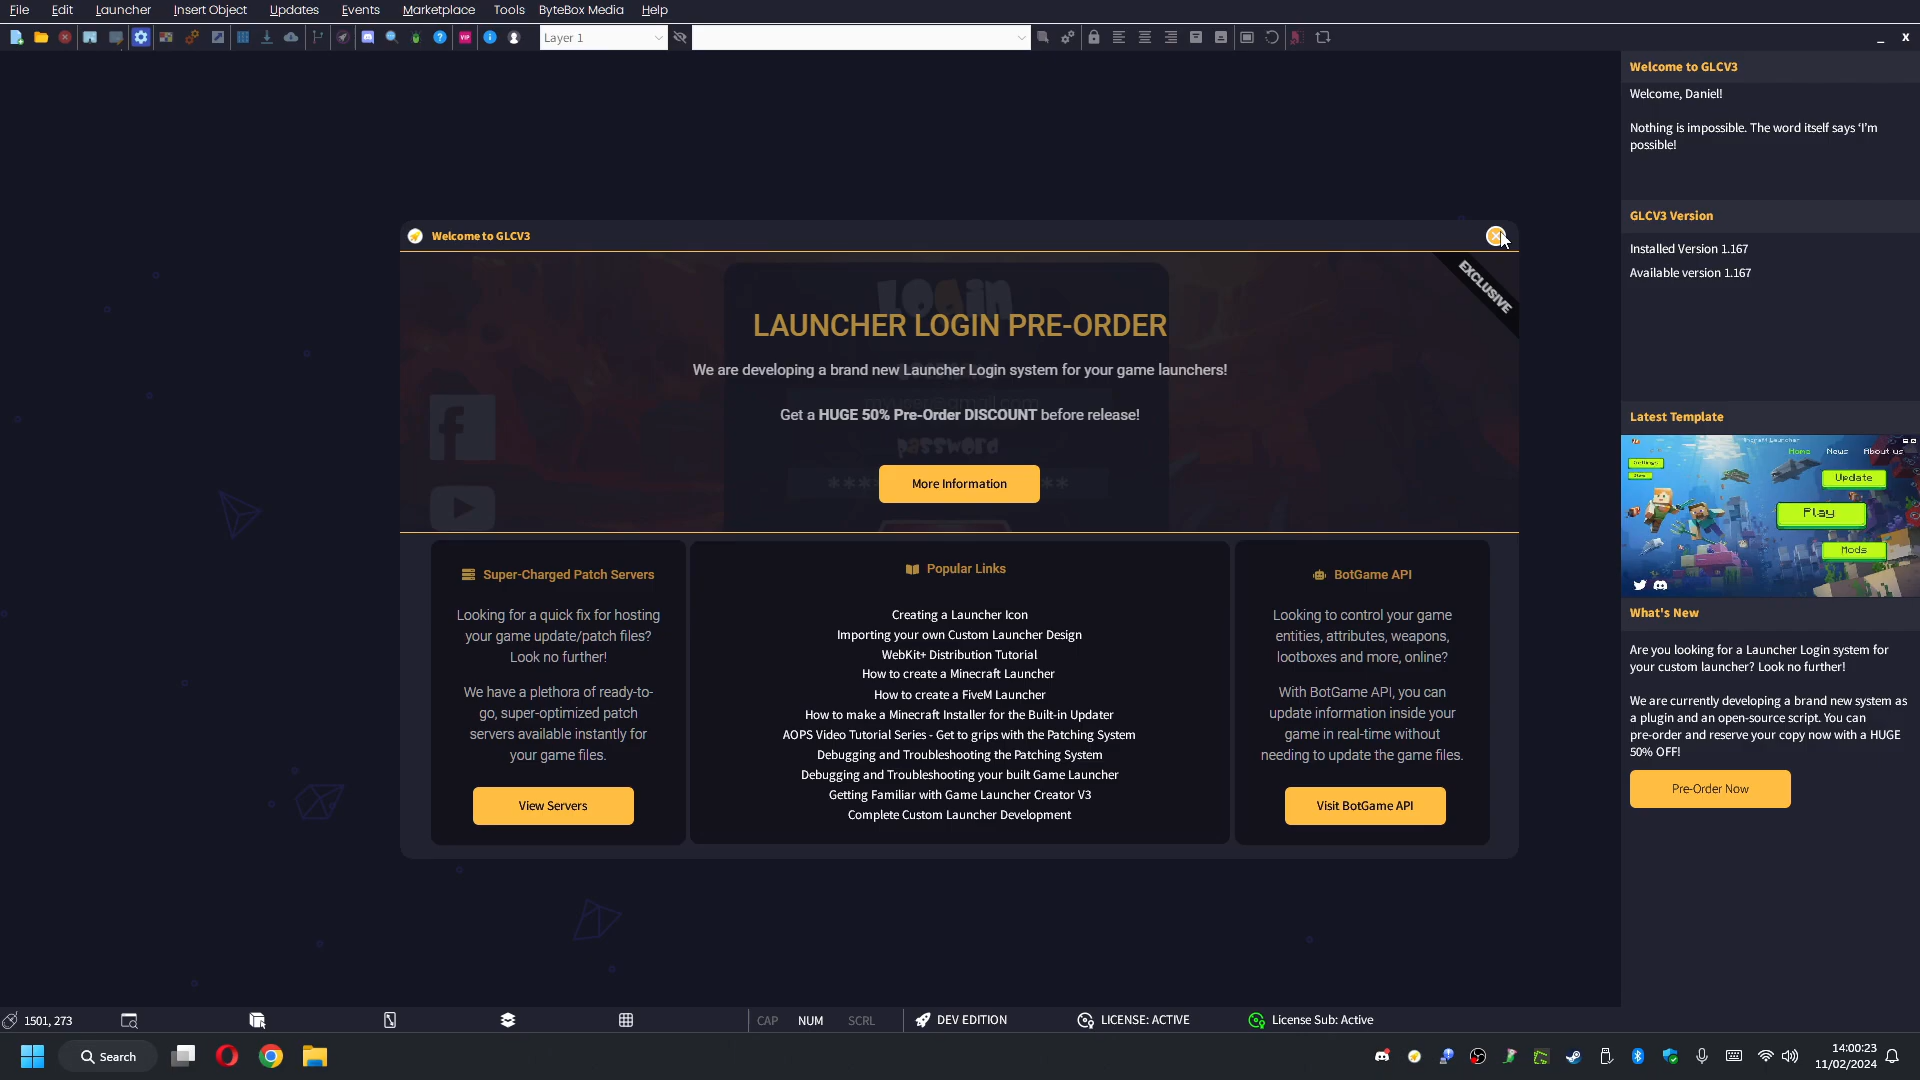 File Edit Launcher Insert Object Updates Events Marketplace Tools ByteBox Media Help
VIP Layer 1 _ X
Welcome to GLCV3
Welcome, Daniel!
Nothing is impossible. The word itself says ‘I'm
possible!
GLCV3 Version
Installed Version 1.167
Available version 1.167
Latest Template
Home News About us
Update
Play
Mods
What's New
Are you looking for a Launcher Login system for
your custom launcher? Look no further!
We are currently developing a brand new system as
a plugin and an open-source script. You can
pre-order and reserve your copy now with a HUGE
50% OFF!
Pre-Order Now
Welcome to GLCV3
EXCLUSIVE
LOGIN
LAUNCHER LOGIN PRE-ORDER
We are developing a brand new Launcher Login system for your game launchers!
Get a HUGE 50% Pre-Order DISCOUNT before release!
password
More Information
Super-Charged Patch Servers
Looking for a quick fix for hosting
your game update/patch files?
Look no further!
We have a plethora of ready-to-
go, super-optimized patch
servers available instantly for
your game files.
View Servers
Popular Links
Creating a Launcher Icon
Importing your own Custom Launcher Design
WebKit+ Distribution Tutorial
How to create a Minecraft Launcher
How to create a FiveM Launcher
How to make a Minecraft Installer for the Built-in Updater
AOPS Video Tutorial Series - Get to grips with the Patching System
Debugging and Troubleshooting the Patching System
Debugging and Troubleshooting your built Game Launcher
Getting Familiar with Game Launcher Creator V3
Complete Custom Launcher Development
BotGame API
Looking to control your game
entities, attributes, weapons,
lootboxes and more, online?
With BotGame API, you can
update information inside your
game in real-time without
needing to update the game files.
Visit BotGame API
1501, 273 CAP NUM SCRL DEV EDITION LICENSE: ACTIVE License Sub: Active
Search
14:00:23
11/02/2024